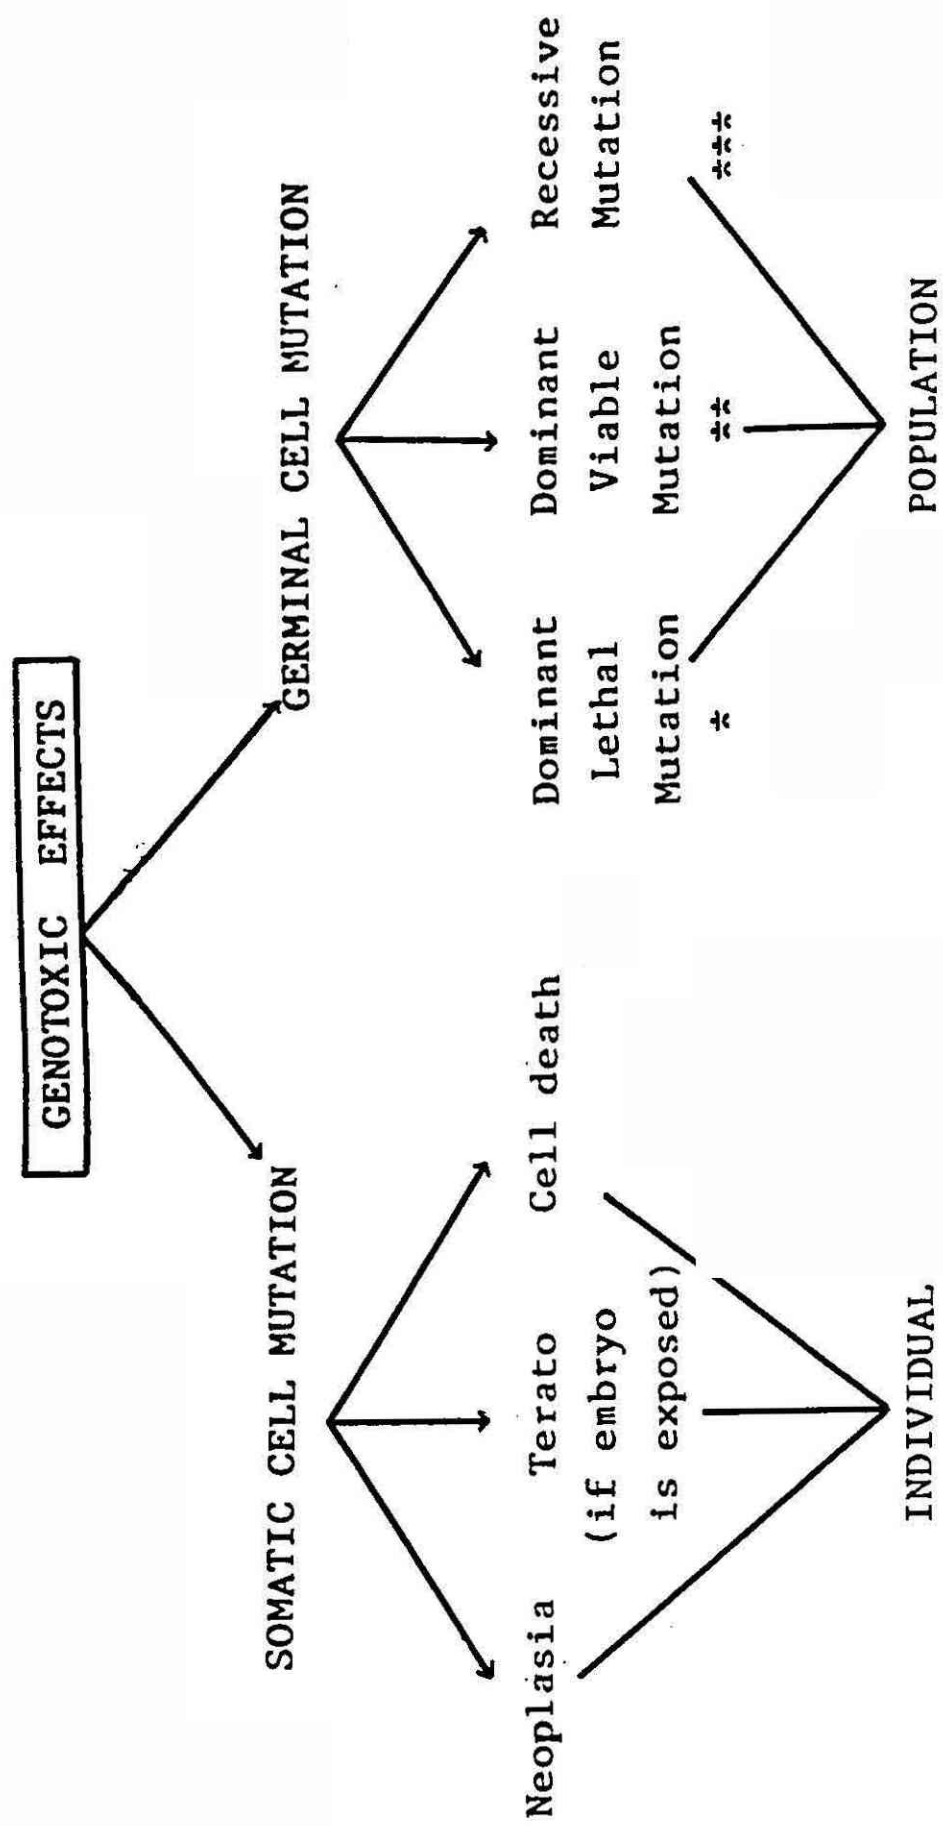 GENOTOXIC EFFECTS
SOMATIC CELL MUTATION
GERMINAL CELL MUTATION
Neoplasia
Terato
(if embryo
is exposed)
Cell death
Dominant
Lethal
Mutation
*
Dominant
Viable
Mutation
**
Recessive
Mutation
***
INDIVIDUAL
POPULATION